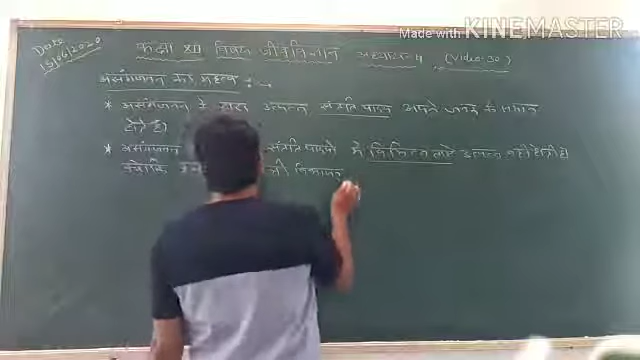 Made with KINEMASTER
Date
15/06/2020
कक्षा XII विषय जीवविज्ञान अध्याय-1 (Video-30)
असंगजनन का महत्व :-
* असंगजनन के द्वारा उत्पन्न संतति पादप अपने जनक के समान
होते है।
* असंगजनन संतति पादपो मे विभिन्नताएं उत्पन्न नही होती है
क्योकि विभाजन